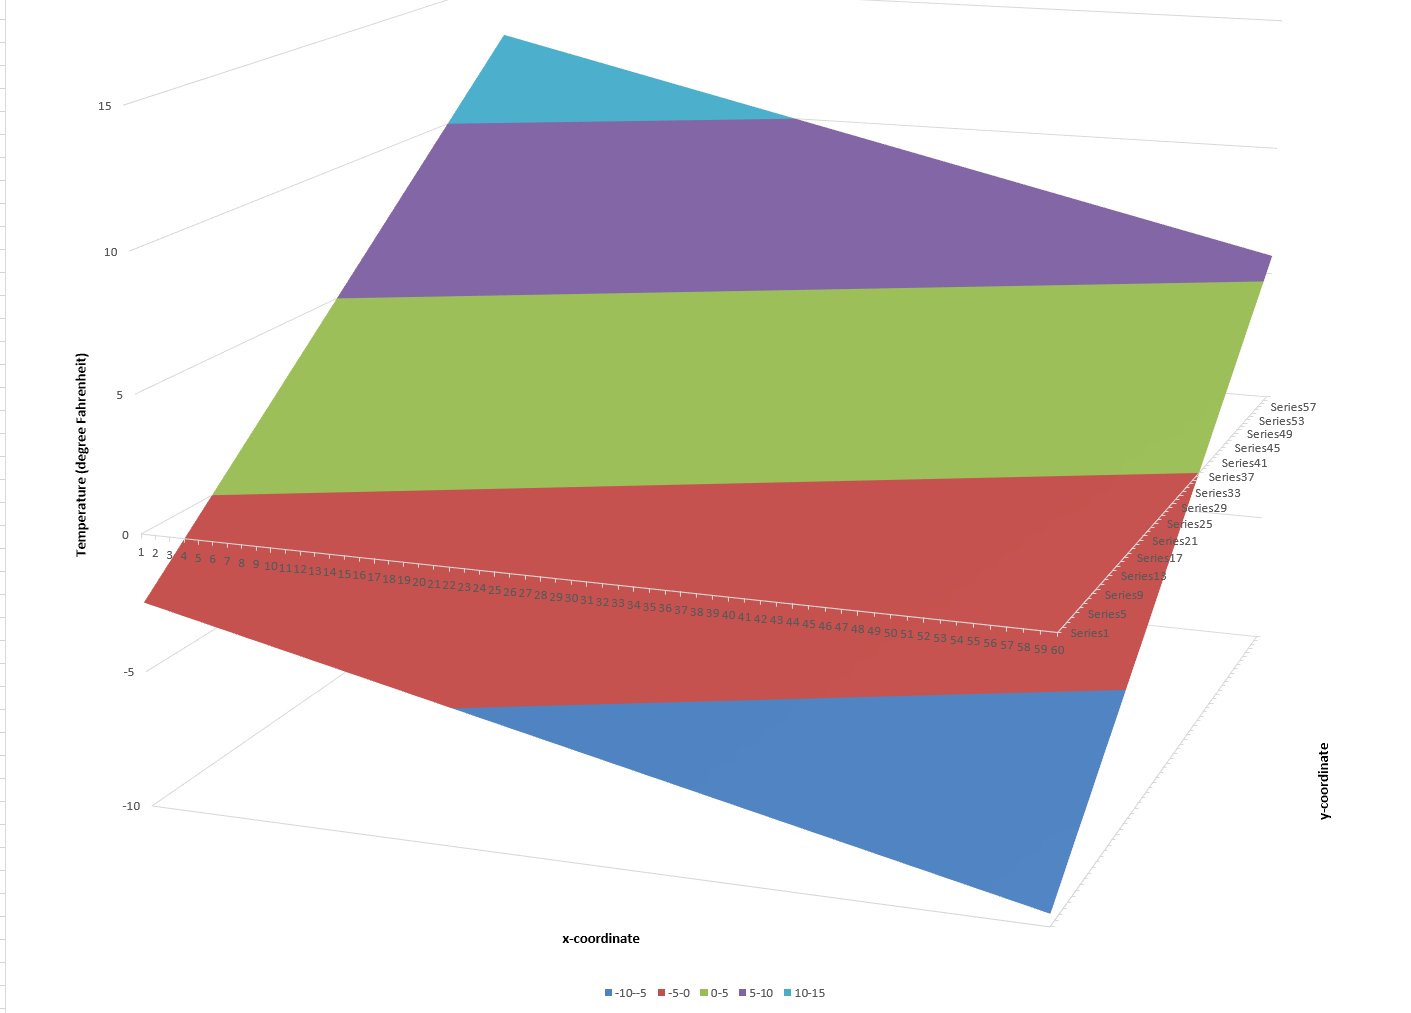 15
10
5
0
-5
-10
Temperature (degree Fahrenheit)
1 2 3 4 5 6 7 8 9 10 11 12 13 14 15 16 17 18 19 20 21 22 23 24 25 26 27 28 29 30 31 32 33 34 35 36 37 38 39 40 41 42 43 44 45 46 47 48 49 50 51 52 53 54 55 56 57 58 59 60
Series57
Series53
Series49
Series45
Series41
Series37
Series33
Series29
Series25
Series21
Series17
Series13
Series9
Series5
Series1
y-coordinate
x-coordinate
-10--5 -5-0 0-5 5-10 10-15